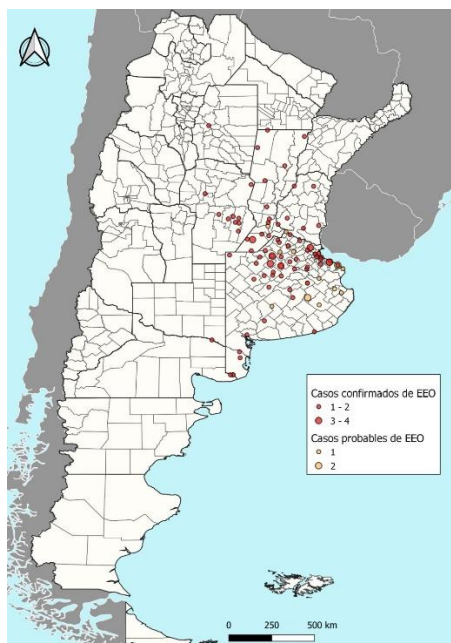 Casos confirmados de EEO
1 - 2
3 - 4
Casos probables de EEO
1
2
0 250 500 km